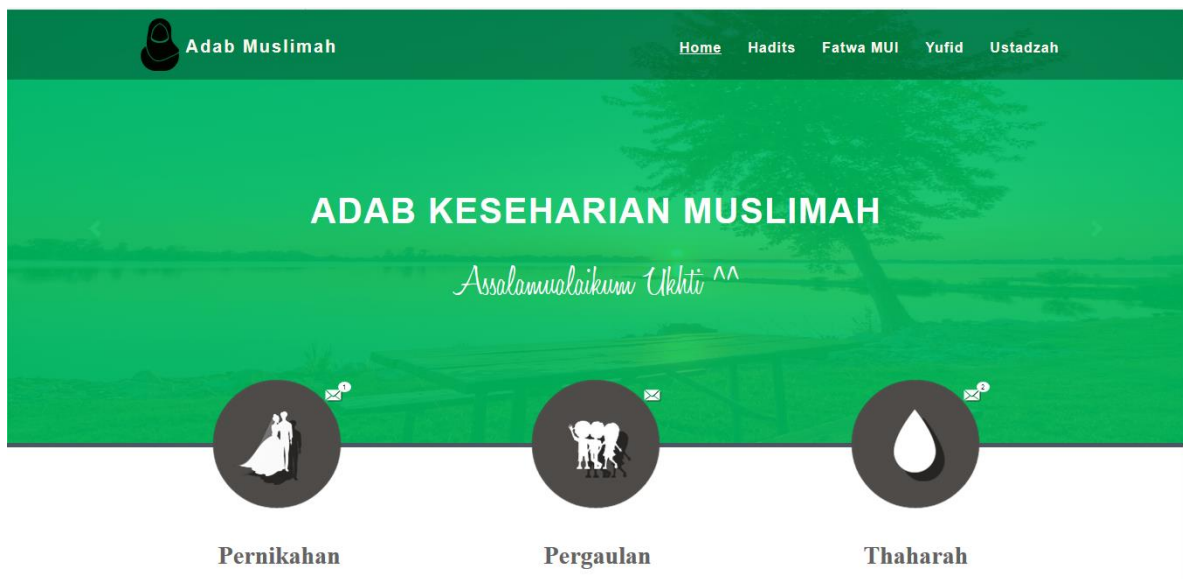 Adab Muslimah
Home Hadits Fatwa MUI Yufid Ustadzah
ADAB KESEHARIAN MUSLIMAH
Assalamualaikum Ukhti ^^
1
2
Pernikahan
Pergaulan
Thaharah